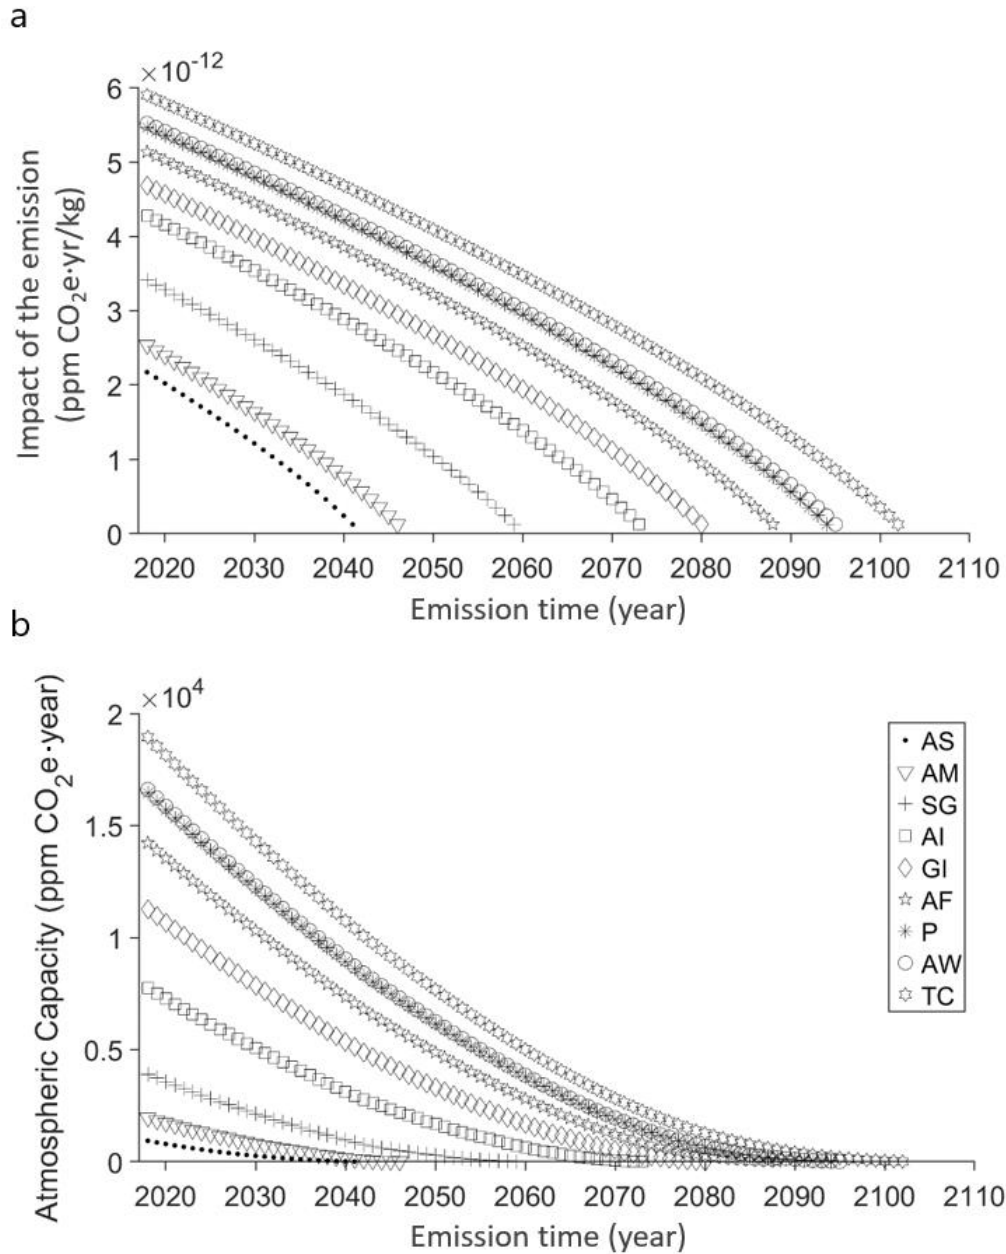 a
×10⁻¹²
6
5
4
3
2
1
0
Impact of the emission
(ppm CO₂e·yr/kg)
2020 2030 2040 2050 2060 2070 2080 2090 2100 2110
Emission time (year)
b
×10⁴
2
1.5
1
0.5
0
Atmospheric Capacity (ppm CO₂e·year)
AS
AM
SG
AI
GI
AF
P
AW
TC
2020 2030 2040 2050 2060 2070 2080 2090 2100 2110
Emission time (year)